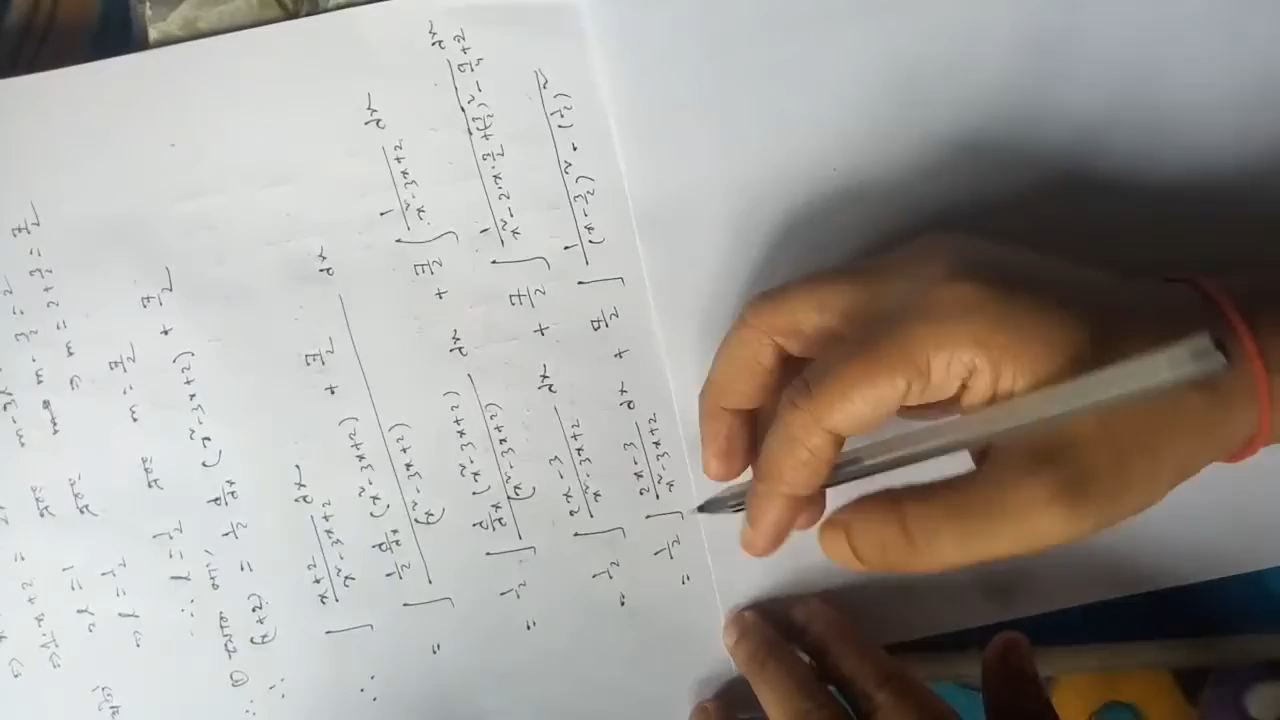 ⇒ l·x + 2 =
m - 3l · = 2
2l = 1 m - 3/2 = 2
⇒ l = 1/2 ⇒ m = 2 + 3/2 = 7/2
∴ l = 1/2 m = 7/2
(x+2) = 1/2 d/dx (x² - 3x + 2) + 7/2
∴ ∫ (x+2)/(x² - 3x + 2) dx
= ∫ (1/2 d/dx (x² - 3x + 2) + 7/2)/(x² - 3x + 2) dx
= 1/2 ∫ (d/dx (x² - 3x + 2))/(x² - 3x + 2) dx + 7/2 ∫ 1/(x² - 3x + 2) dx
= 1/2 ∫ (2x - 3)/(x² - 3x + 2) dx + 7/2 ∫ 1/(x² - 2·x·3/2 + (3/2)² - 9/4 + 2) dx
= 1/2 ∫ (2x - 3)/(x² - 3x + 2) dx + 7/2 ∫ 1/((x - 3/2)² - (1/2)²)